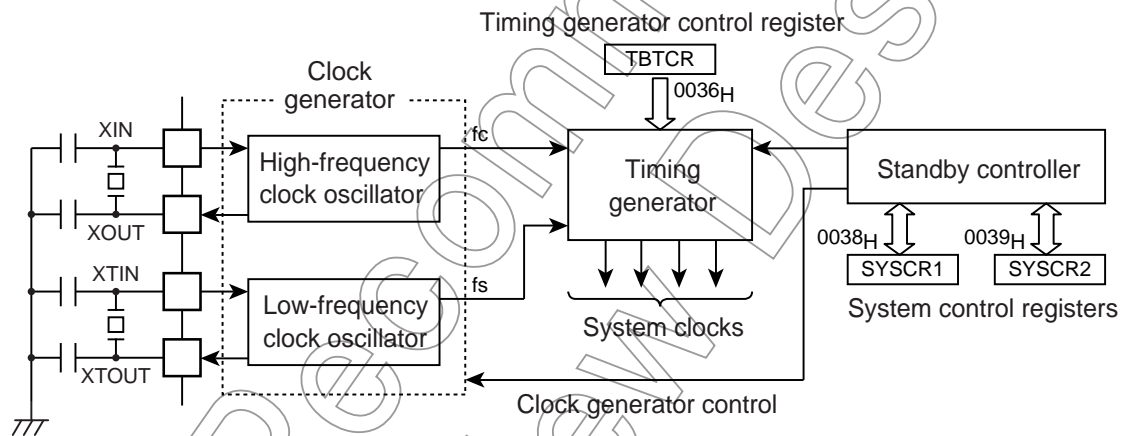 Timing generator control register
TBTCR
0036H
Clock
generator
XIN
High-frequency
clock oscillator
XOUT
fc
Timing
generator
Standby controller
0038H
0039H
SYSCR1
SYSCR2
System control registers
XTIN
Low-frequency
clock oscillator
XTOUT
fs
System clocks
Clock generator control